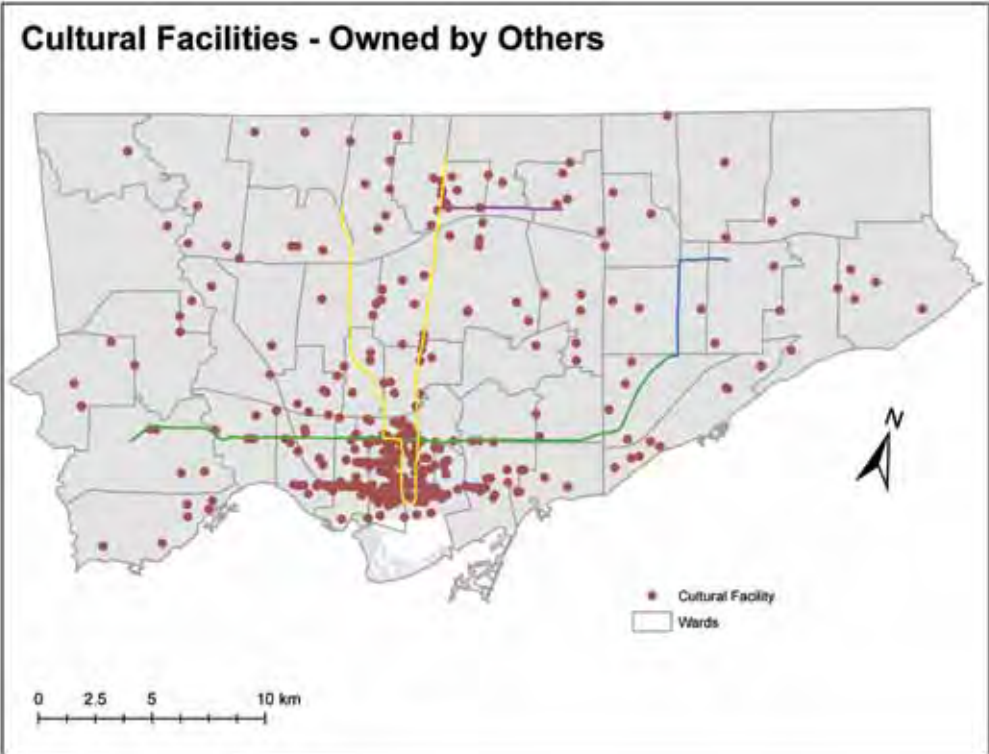 Cultural Facilities - Owned by Others
N
Cultural Facility
Wards
0 2.5 5 10 km